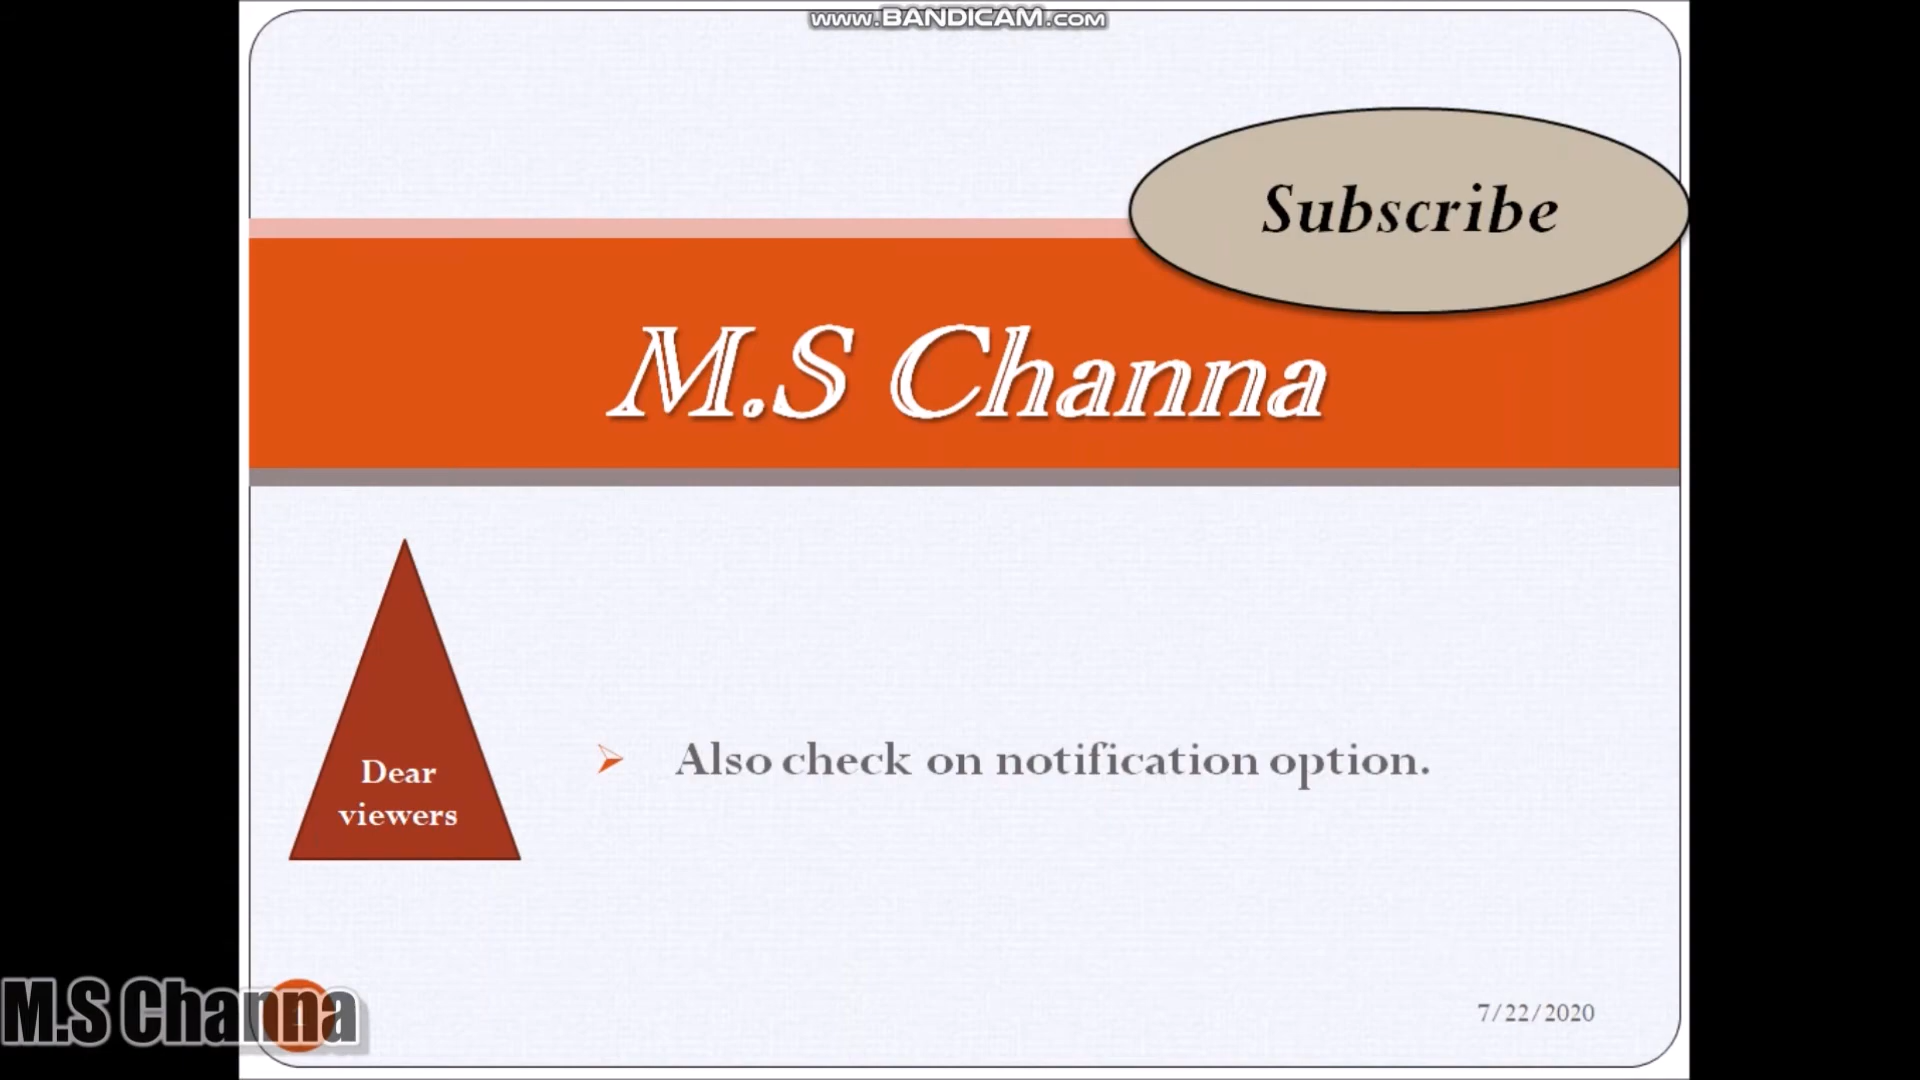 www.BANDICAM.com
Subscribe
M.S Channa
Dear
viewers
Also check on notification option.
M.S Channa
7/22/2020